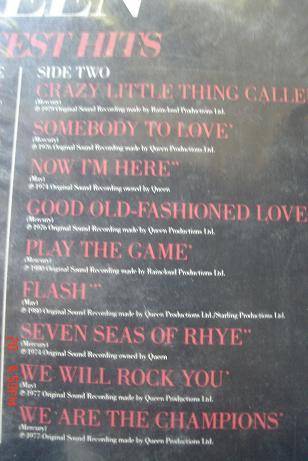 EEN
TEST HITS
SIDE TWO
CRAZY LITTLE THING CALLE
(Mercury)
℗ 1979 Original Sound Recording made by Raincloud Productions Ltd.
SOMEBODY TO LOVE*
(Mercury)
℗ 1976 Original Sound Recording made by Queen Productions Ltd.
NOW I'M HERE**
(May)
℗ 1974 Original Sound Recording owned by Queen
GOOD OLD-FASHIONED LOVE
(Mercury)
℗ 1976 Original Sound Recording made by Queen Productions Ltd.
PLAY THE GAME*
(Mercury)
℗ 1980 Original Sound Recording made by Raincloud Productions Ltd.
FLASH***
(May)
℗ 1980 Original Sound Recording made by Queen Productions Ltd./Starling Productions Ltd.
SEVEN SEAS OF RHYE**
(Mercury)
℗ 1974 Original Sound Recording owned by Queen
WE WILL ROCK YOU*
(May)
℗ 1977 Original Sound Recording made by Queen Productions Ltd.
WE ARE THE CHAMPIONS*
(Mercury)
℗ 1977 Original Sound Recording made by Queen Productions Ltd.